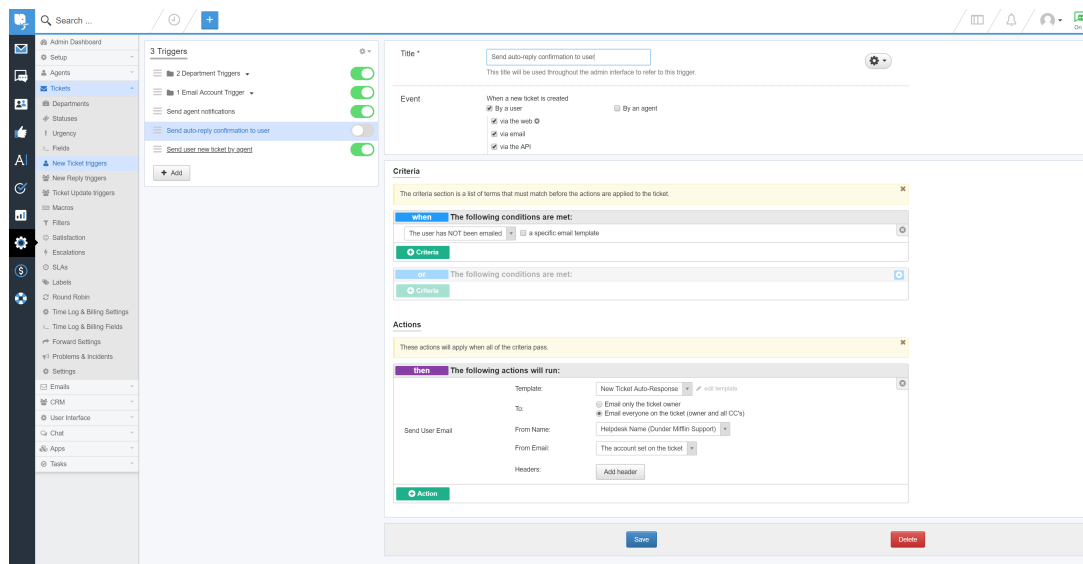 Search ...
+
On
Admin Dashboard
Setup
Agents
Tickets
Departments
Statuses
Urgency
Fields
New Ticket triggers
New Reply triggers
Ticket Update triggers
Macros
Filters
Satisfaction
Escalations
SLAs
Labels
Round Robin
Time Log & Billing Settings
Time Log & Billing Fields
Forward Settings
Problems & Incidents
Settings
Emails
CRM
User Interface
Chat
Apps
Tasks
3 Triggers
2 Department Triggers
1 Email Account Trigger
Send agent notifications
Send auto-reply confirmation to user
Send user new ticket by agent
+ Add
Title *
Send auto-reply confirmation to user
This title will be used throughout the admin interface to refer to this trigger.
Event
When a new ticket is created
By a user
By an agent
via the web
via email
via the API
Criteria
The criteria section is a list of terms that must match before the actions are applied to the ticket.
when The following conditions are met:
The user has NOT been emailed
a specific email template
Criteria
or The following conditions are met:
Criteria
Actions
These actions will apply when all of the criteria pass.
then The following actions will run:
Send User Email
Template: New Ticket Auto-Response edit template
To: Email only the ticket owner
Email everyone on the ticket (owner and all CC's)
From Name: Helpdesk Name (Dunder Mifflin Support)
From Email: The account set on the ticket
Headers: Add header
Action
Save
Delete